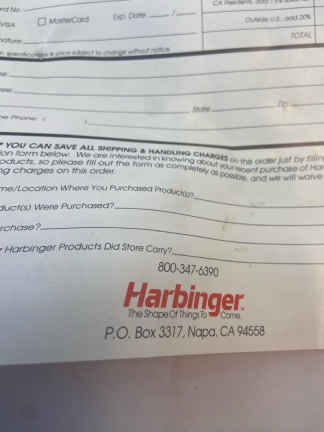 rd No.
CA Residents, add
VISA ☐ MasterCard Exp. Date / 
Outside U.S., add 20%
nature
TOTAL
specifications & price subject to change without notice.
State Zip
ne Phone: (
YOU CAN SAVE ALL SHIPPING & HANDLING CHARGES on this order just by filling
ion form below. We are interested in knowing about your recent purchase of Har
oducts, so please fill out the form as completely as possible, and we will waive
ng charges on this order.
me/Location Where You Purchased Product(s)?
duct(s) Were Purchased?
rchase?
Harbinger Products Did Store Carry?
800-347-6390
Harbinger
The Shape Of Things To Come.
P.O. Box 3317, Napa, CA 94558